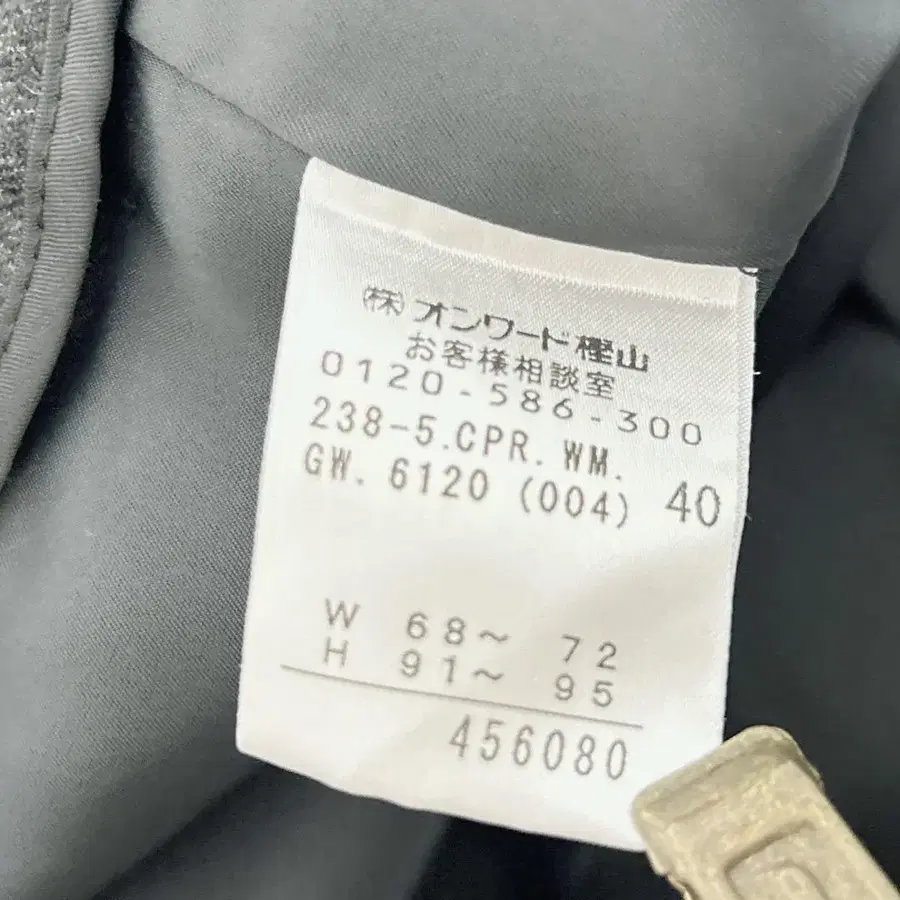 ㈱オンワード樫山
お客様相談室
0120-586-300
238-5.CPR.WM.
GW.6120 (004) 40
W 68〜 72
H 91〜 95
456080